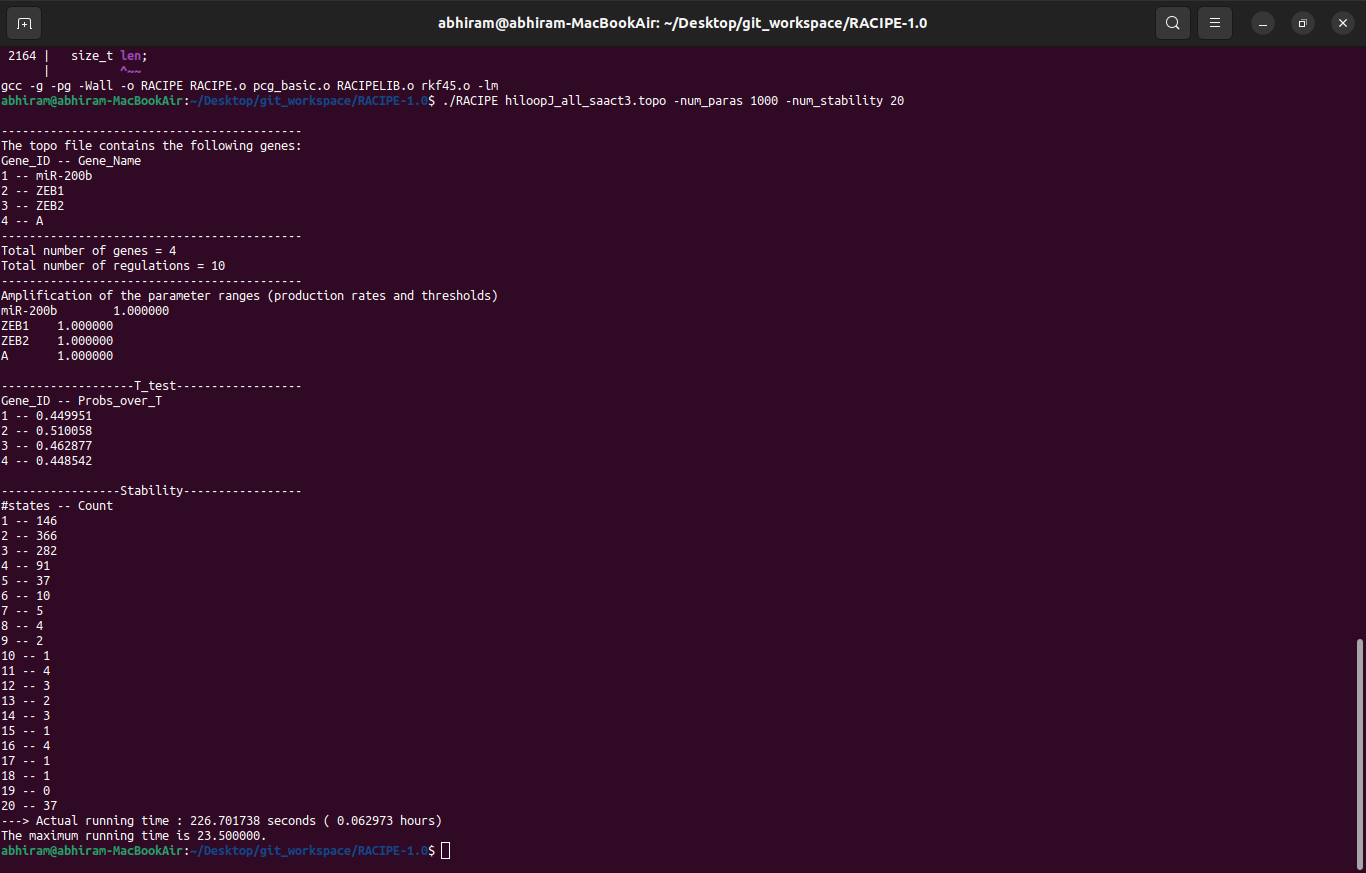 abhiram@abhiram-MacBookAir: ~/Desktop/git_workspace/RACIPE-1.0
2164 |   size_t len;
     |          ^~~
gcc -g -pg -Wall -o RACIPE RACIPE.o pcg_basic.o RACIPELIB.o rkf45.o -lm
abhiram@abhiram-MacBookAir:~/Desktop/git_workspace/RACIPE-1.0$ ./RACIPE hiloopJ_all_saact3.topo -num_paras 1000 -num_stability 20
-------------------------------------------
The topo file contains the following genes:
Gene_ID -- Gene_Name
1 -- miR-200b
2 -- ZEB1
3 -- ZEB2
4 -- A
-------------------------------------------
Total number of genes = 4
Total number of regulations = 10
-------------------------------------------
Amplification of the parameter ranges (production rates and thresholds)
miR-200b        1.000000
ZEB1    1.000000
ZEB2    1.000000
A       1.000000
-------------------T_test------------------
Gene_ID -- Probs_over_T
1 -- 0.449951
2 -- 0.510058
3 -- 0.462877
4 -- 0.448542
-----------------Stability-----------------
#states -- Count
1 -- 146
2 -- 366
3 -- 282
4 -- 91
5 -- 37
6 -- 10
7 -- 5
8 -- 4
9 -- 2
10 -- 1
11 -- 4
12 -- 3
13 -- 2
14 -- 3
15 -- 1
16 -- 4
17 -- 1
18 -- 1
19 -- 0
20 -- 37
---> Actual running time : 226.701738 seconds ( 0.062973 hours)
The maximum running time is 23.500000.
abhiram@abhiram-MacBookAir:~/Desktop/git_workspace/RACIPE-1.0$